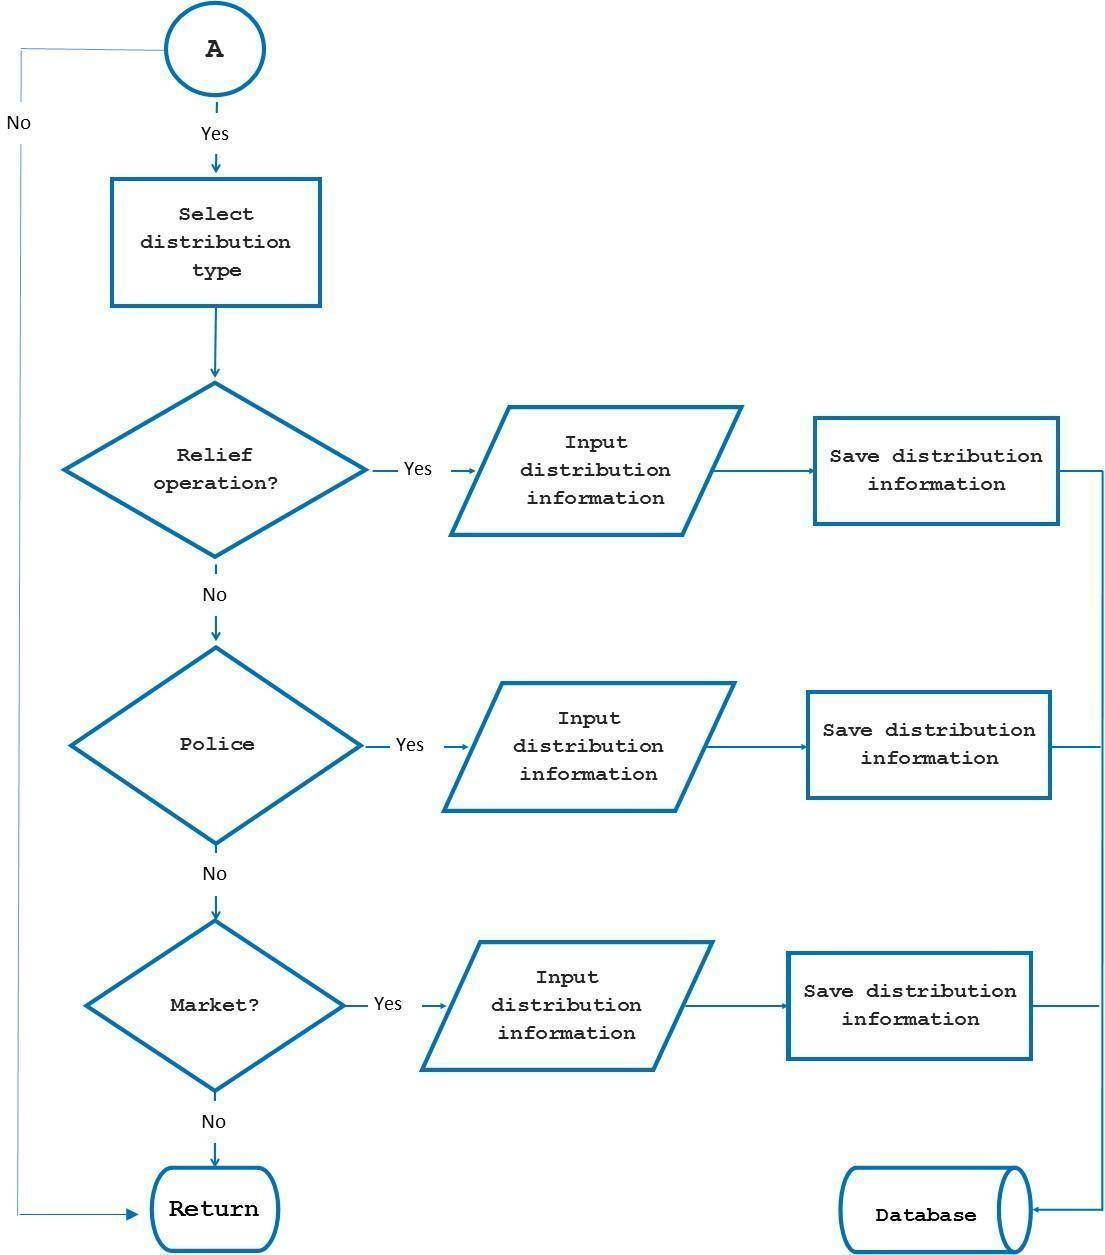 A
No
Yes
Select
distribution
type
Relief
operation?
Yes
Input
distribution
information
Save distribution
information
No
Police
Yes
Input
distribution
information
Save distribution
information
No
Market?
Yes
Input
distribution
information
Save distribution
information
No
Return
Database